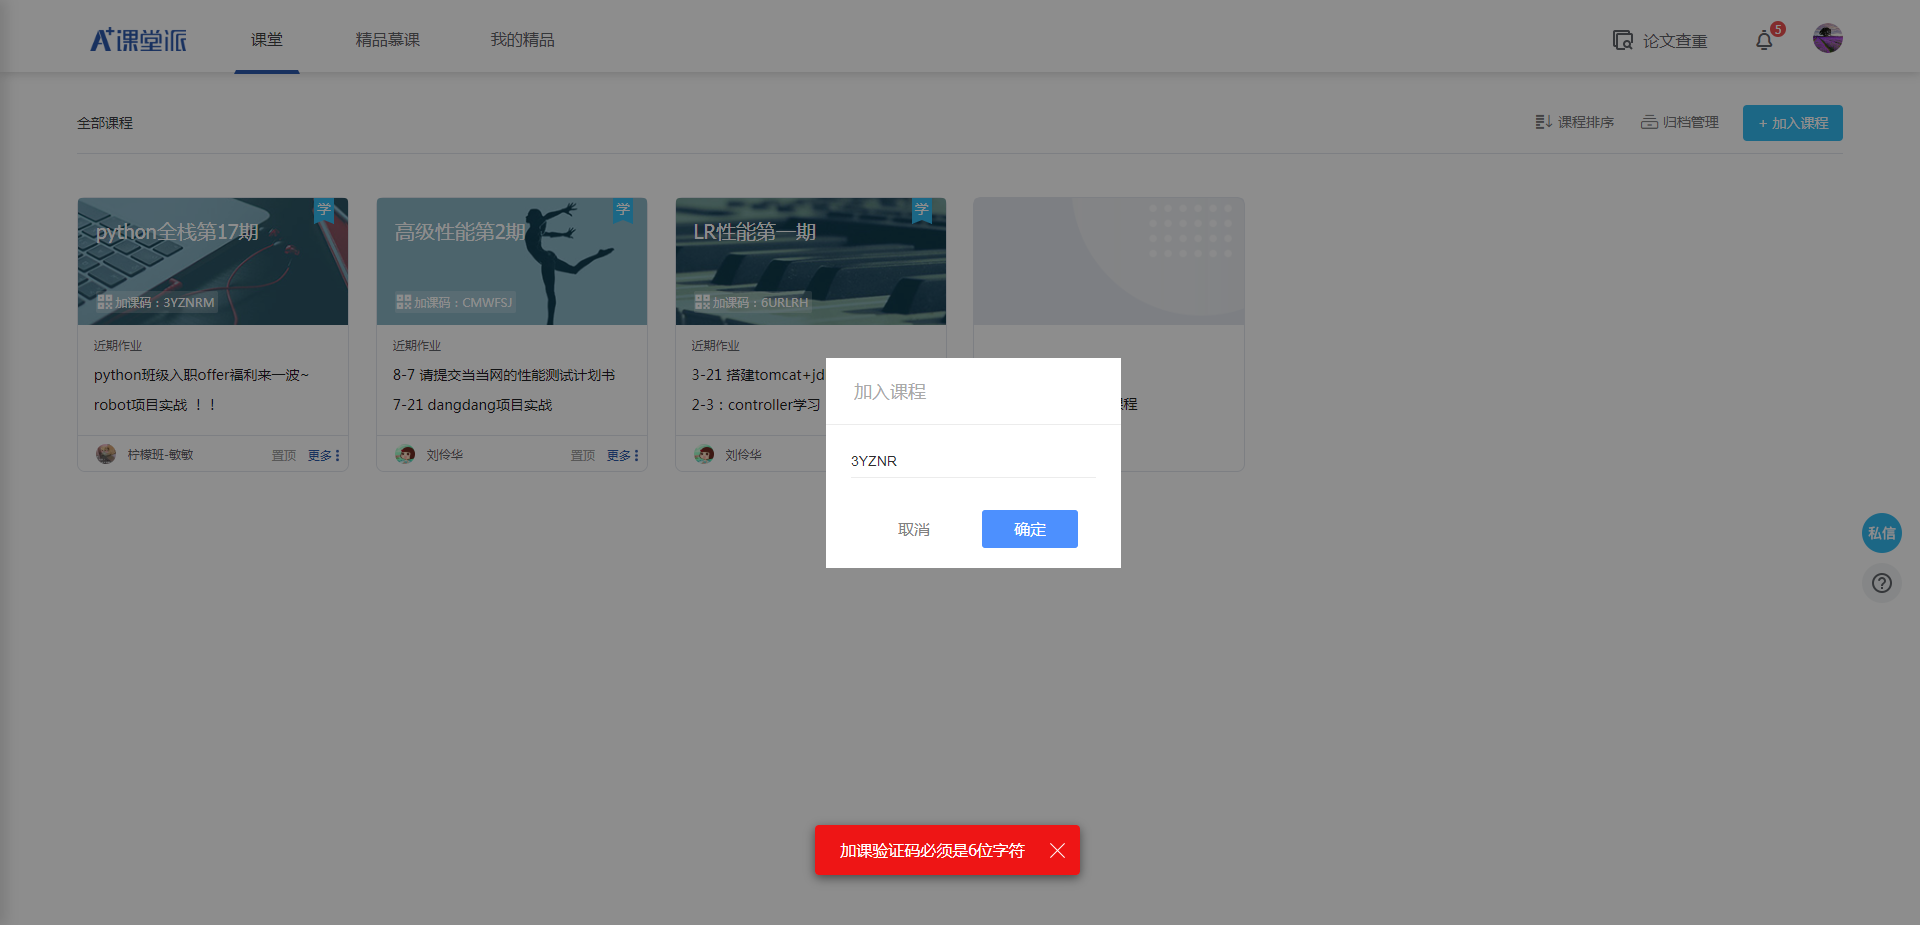 A+课堂派
课堂
精品慕课
我的精品
论文查重
5
全部课程
课程排序
归档管理
+ 加入课程
python全栈第17期
学
加课码：3YZNRM
近期作业
python班级入职offer福利来一波~
robot项目实战 ！！
柠檬班-敏敏
置顶
更多
高级性能第2期
学
加课码：CMWFSJ
近期作业
8-7 请提交当当网的性能测试计划书
7-21 dangdang项目实战
刘伶华
置顶
更多
LR性能第一期
学
加课码：6URLRH
近期作业
3-21 搭建tomcat+jd
2-3：controller学习
刘伶华
程
加入课程
3YZNR
取消
确定
私信
加课验证码必须是6位字符